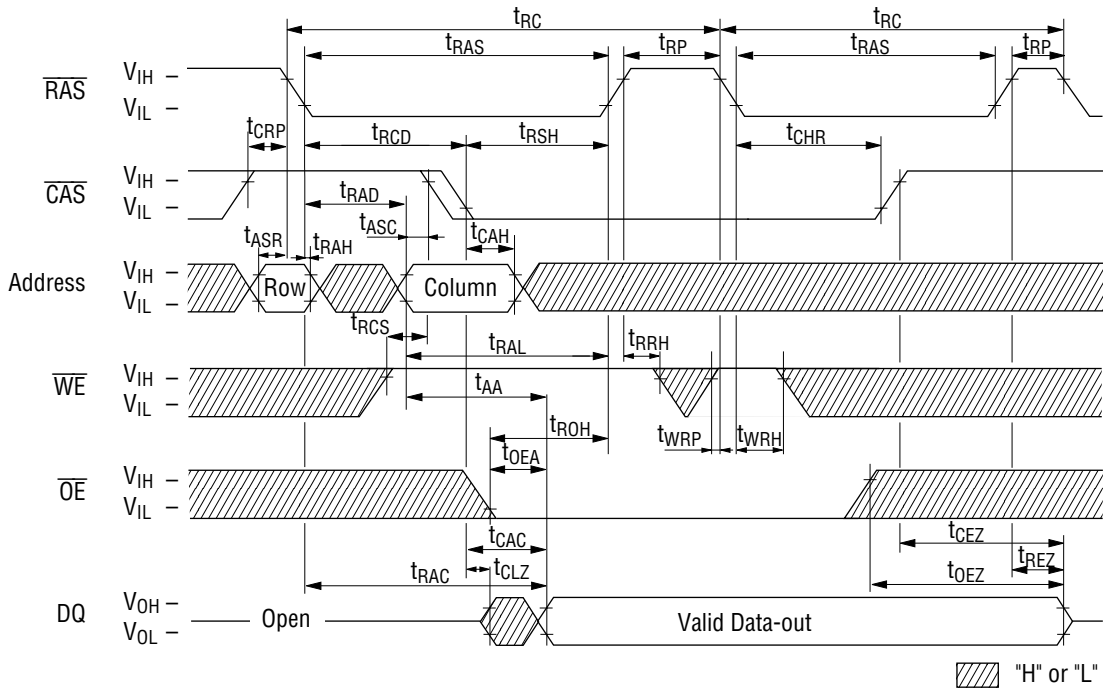 tRC tRC
tRAS tRP tRAS tRP
RAS VIH –
VIL –
tCRP tRCD tRSH tCHR
CAS VIH –
VIL –
tRAD
tASC
tCAH
tASR tRAH
Address VIH –
VIL –
Row Column
tRCS
tRAL tRRH
WE VIH –
VIL –
tAA
tROH tWRP tWRH
tOEA
OE VIH –
VIL –
tCAC tCEZ
tRAC tCLZ tOEZ tREZ
DQ VOH –
VOL –
Open Valid Data-out
"H" or "L"